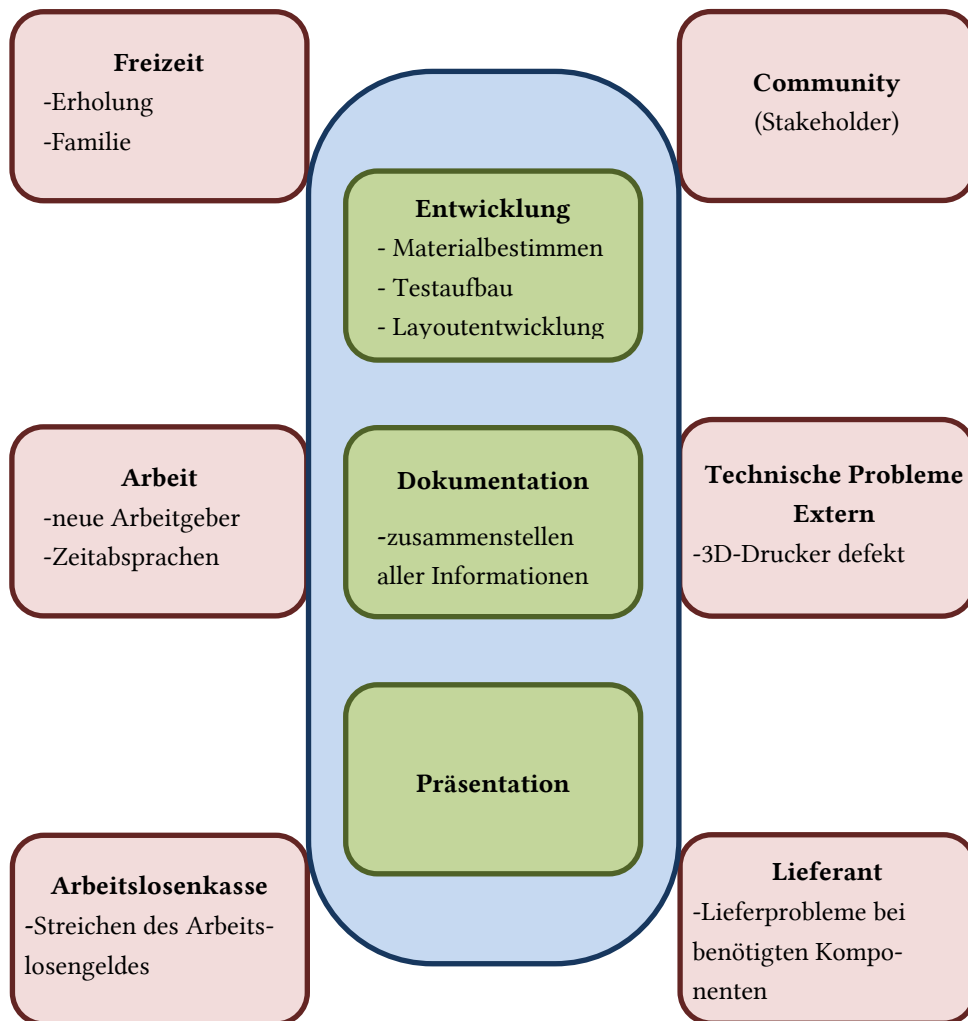 Freizeit
-Erholung
-Familie
Community
(Stakeholder)
Entwicklung
- Materialbestimmen
- Testaufbau
- Layoutentwicklung
Arbeit
-neue Arbeitgeber
-Zeitabsprachen
Dokumentation
-zusammenstellen
aller Informationen
Technische Probleme
Extern
-3D-Drucker defekt
Präsentation
Arbeitslosenkasse
-Streichen des Arbeits-
losengeldes
Lieferant
-Lieferprobleme bei
benötigten Kompo-
nenten